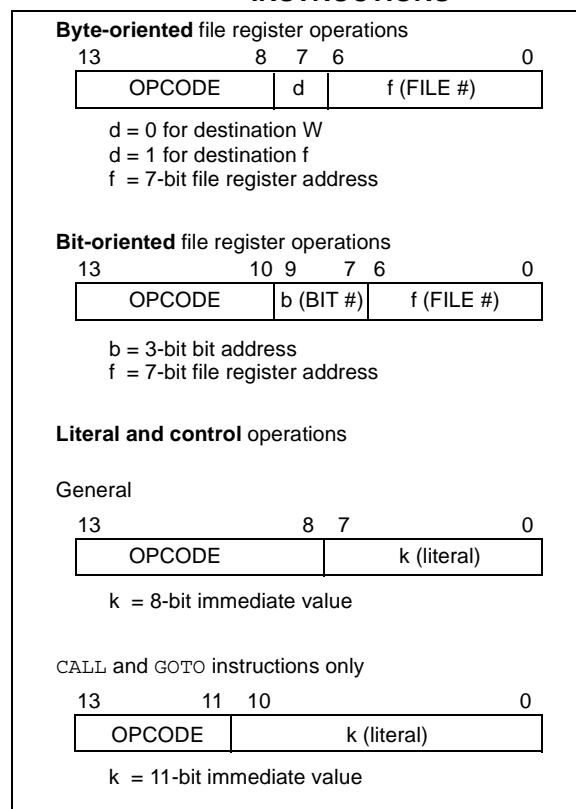 INSTRUCTIONS
Byte-oriented file register operations
13 8 7 6 0
OPCODE d f (FILE #)
d = 0 for destination W
d = 1 for destination f
f = 7-bit file register address
Bit-oriented file register operations
13 10 9 7 6 0
OPCODE b (BIT #) f (FILE #)
b = 3-bit bit address
f = 7-bit file register address
Literal and control operations
General
13 8 7 0
OPCODE k (literal)
k = 8-bit immediate value
CALL and GOTO instructions only
13 11 10 0
OPCODE k (literal)
k = 11-bit immediate value